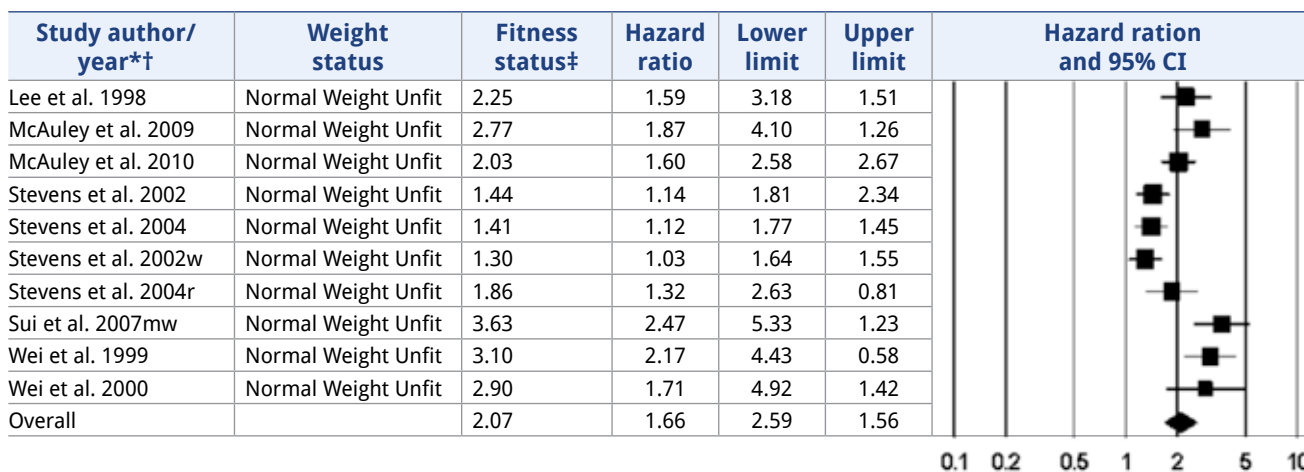 Study author/ Weight Fitness Hazard Lower Upper Hazard ration
year*† status status‡ ratio limit limit and 95% CI
Lee et al. 1998 Normal Weight Unfit 2.25 1.59 3.18 1.51
McAuley et al. 2009 Normal Weight Unfit 2.77 1.87 4.10 1.26
McAuley et al. 2010 Normal Weight Unfit 2.03 1.60 2.58 2.67
Stevens et al. 2002 Normal Weight Unfit 1.44 1.14 1.81 2.34
Stevens et al. 2004 Normal Weight Unfit 1.41 1.12 1.77 1.45
Stevens et al. 2002w Normal Weight Unfit 1.30 1.03 1.64 1.55
Stevens et al. 2004r Normal Weight Unfit 1.86 1.32 2.63 0.81
Sui et al. 2007mw Normal Weight Unfit 3.63 2.47 5.33 1.23
Wei et al. 1999 Normal Weight Unfit 3.10 2.17 4.43 0.58
Wei et al. 2000 Normal Weight Unfit 2.90 1.71 4.92 1.42
Overall 2.07 1.66 2.59 1.56
0.1 0.2 0.5 1 2 5 10